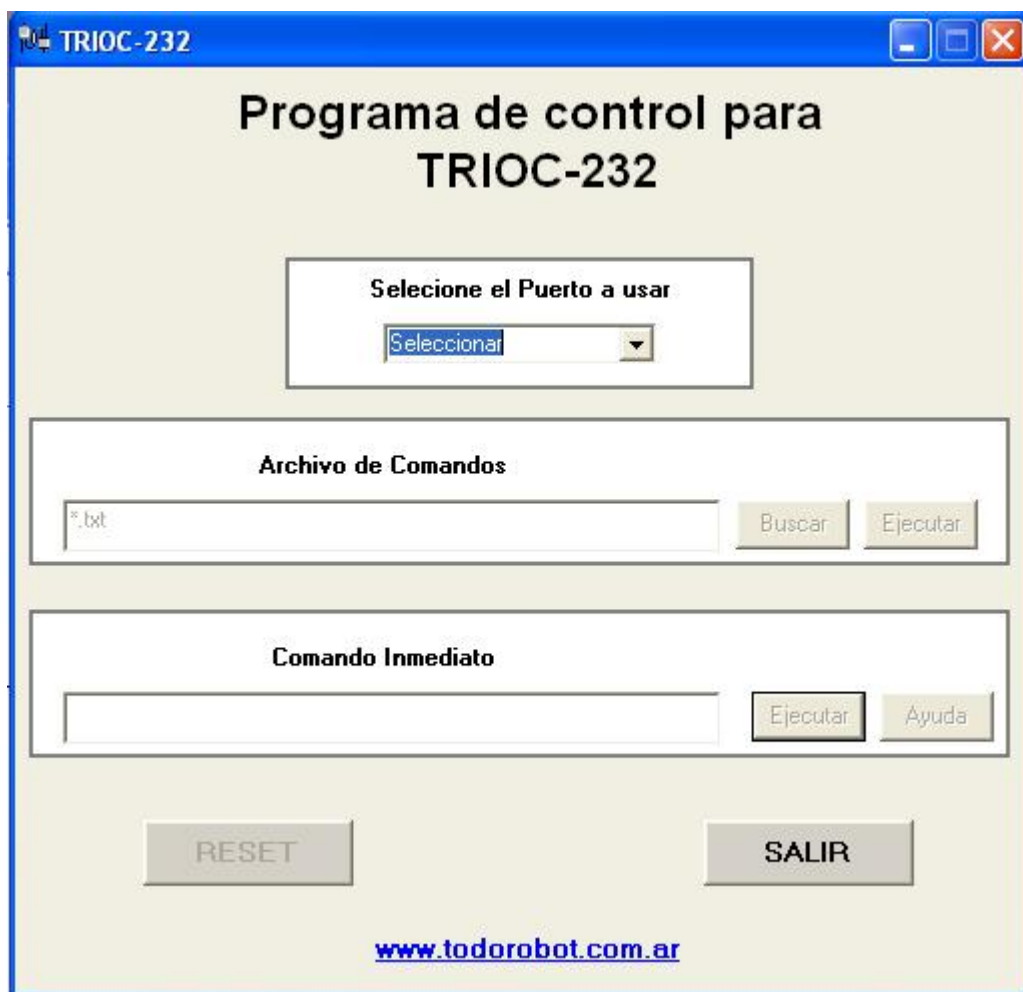 TRIOC-232
Programa de control para
TRIOC-232
Selecione el Puerto a usar
Seleccionar
Archivo de Comandos
*.txt
Buscar
Ejecutar
Comando Inmediato
Ejecutar
Ayuda
RESET
SALIR
www.todorobot.com.ar